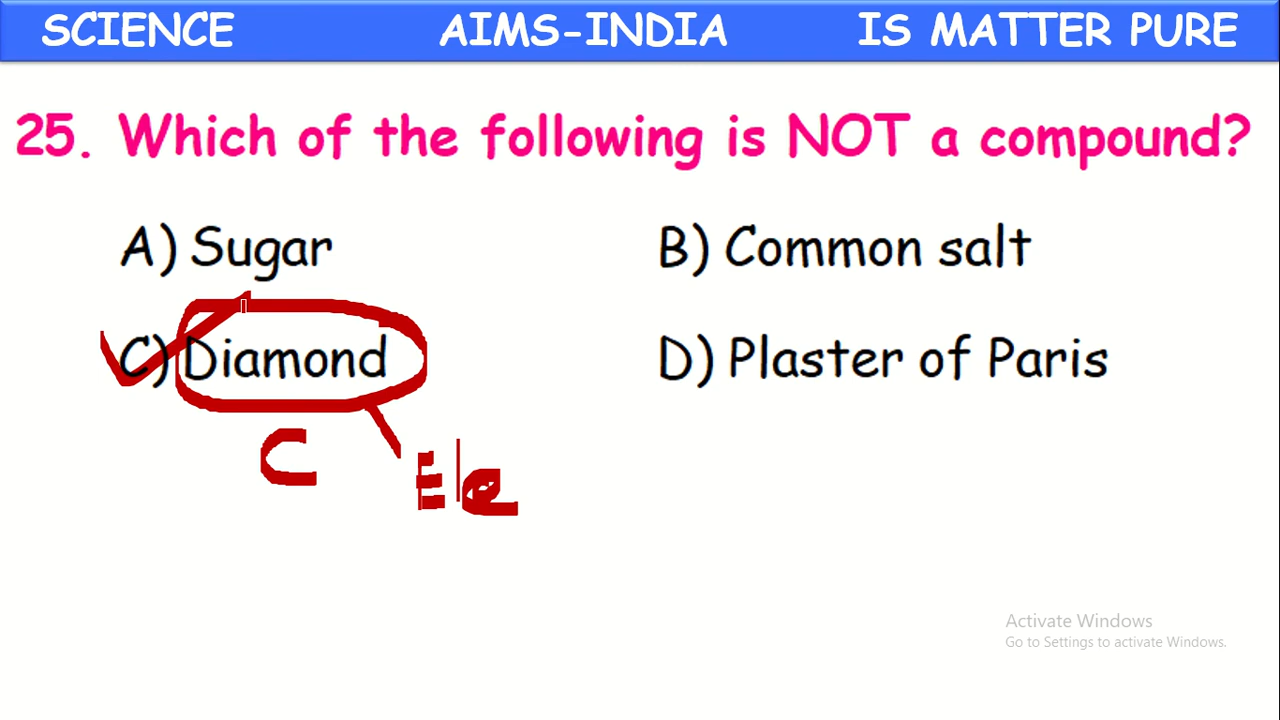 SCIENCE AIMS-INDIA IS MATTER PURE
25. Which of the following is NOT a compound?
A) Sugar B) Common salt
C) Diamond D) Plaster of Paris
C
Ele
Activate Windows
Go to Settings to activate Windows.